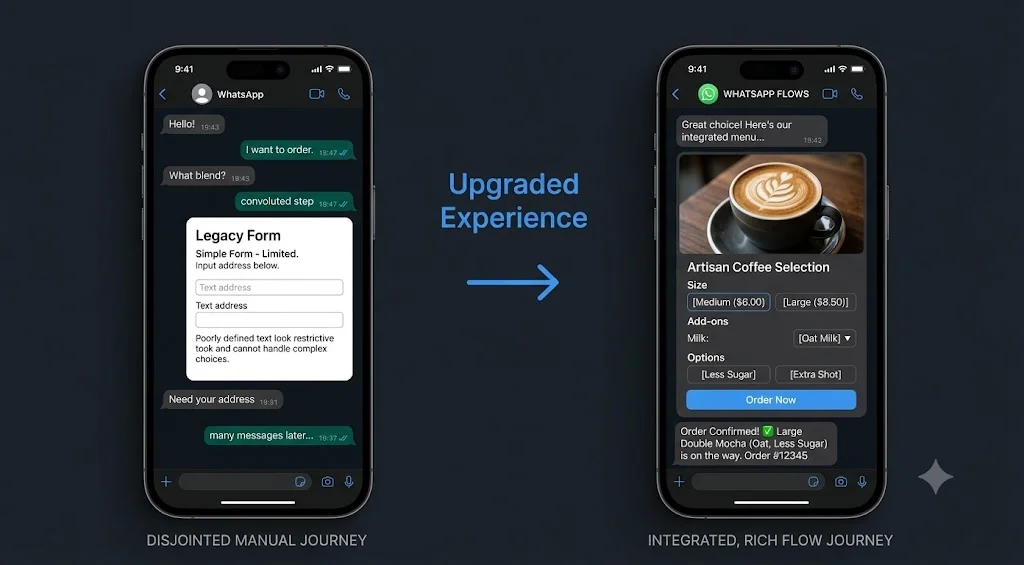 9:41
WhatsApp
Hello! 19:43
I want to order. 19:47
What blend? 19:43
convoluted step 19:47
Legacy Form
Simple Form - Limited.
Input address below.
Text address
Text address
Poorly defined text look restrictive
took and cannot handle complex
choices.
Need your address 19:31
many messages later... 19:37
DISJOINTED MANUAL JOURNEY
Upgraded
Experience
9:41
WHATSAPP FLOWS
Great choice! Here's our
integrated menu... 19:42
Artisan Coffee Selection
Size
[Medium ($6.00) [Large ($8.50)]
Add-ons
Milk: [Oat Milk] ▼
Options
[Less Sugar] [Extra Shot]
Order Now
Order Confirmed! ✅ Large
Double Mocha (Oat, Less Sugar)
is on the way. Order #12345
INTEGRATED, RICH FLOW JOURNEY